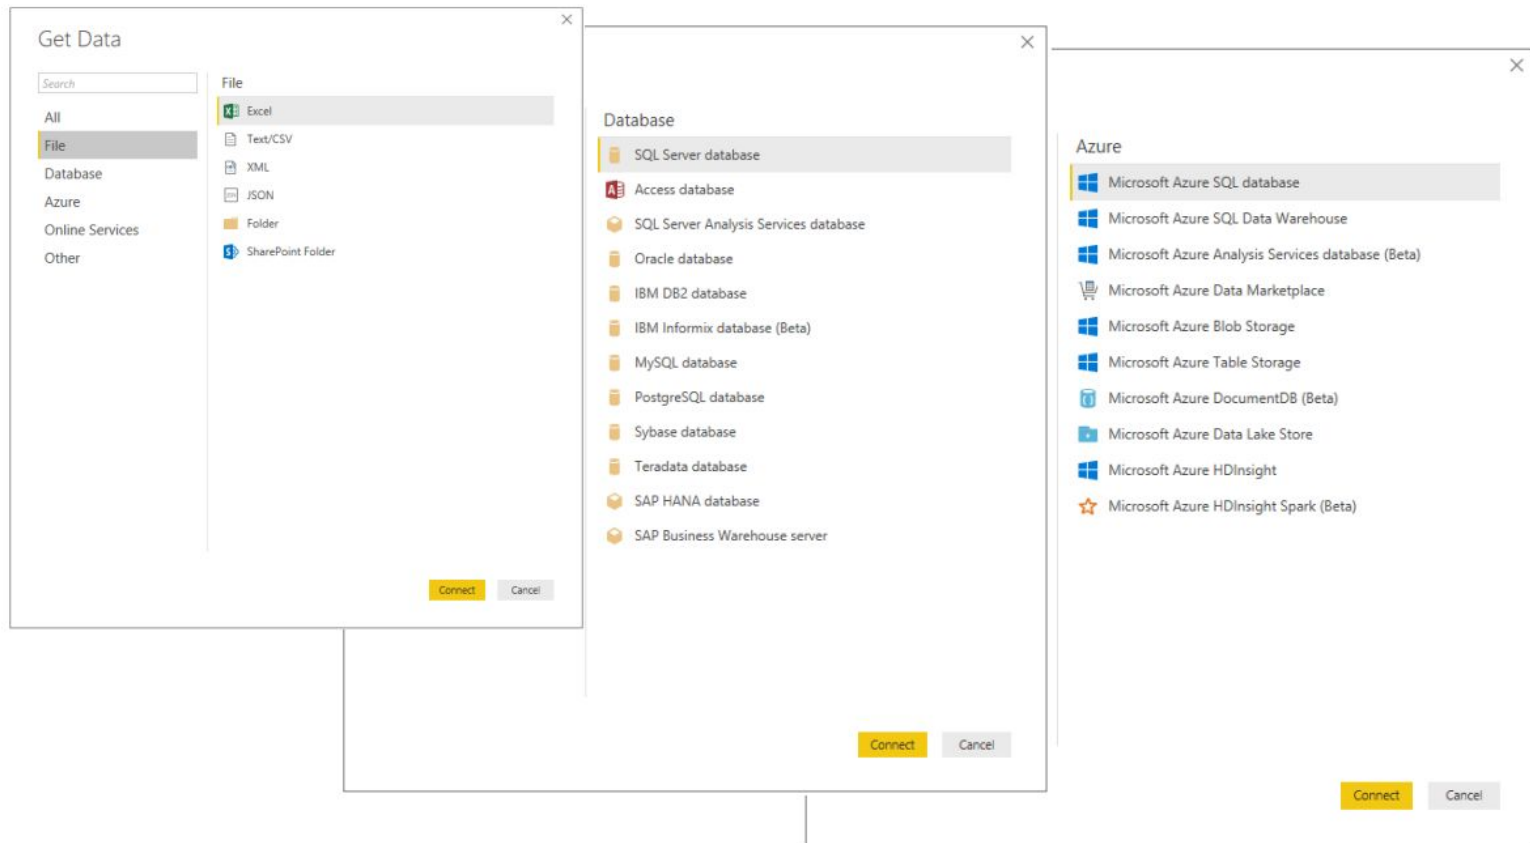 Get Data
Search
All
File
Database
Azure
Online Services
Other
File
Excel
Text/CSV
XML
JSON
Folder
SharePoint Folder
Connect
Cancel
Database
SQL Server database
Access database
SQL Server Analysis Services database
Oracle database
IBM DB2 database
IBM Informix database (Beta)
MySQL database
PostgreSQL database
Sybase database
Teradata database
SAP HANA database
SAP Business Warehouse server
Connect
Cancel
Azure
Microsoft Azure SQL database
Microsoft Azure SQL Data Warehouse
Microsoft Azure Analysis Services database (Beta)
Microsoft Azure Data Marketplace
Microsoft Azure Blob Storage
Microsoft Azure Table Storage
Microsoft Azure DocumentDB (Beta)
Microsoft Azure Data Lake Store
Microsoft Azure HDInsight
Microsoft Azure HDInsight Spark (Beta)
Connect
Cancel